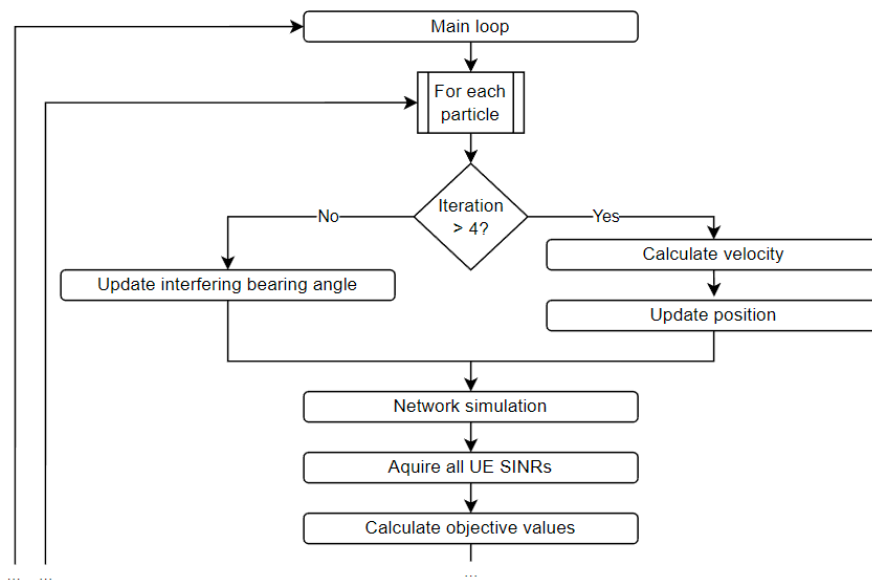 Main loop
For each
particle
Iteration
> 4?
No
Yes
Calculate velocity
Update interfering bearing angle
Update position
Network simulation
Aquire all UE SINRs
Calculate objective values
... ... ...